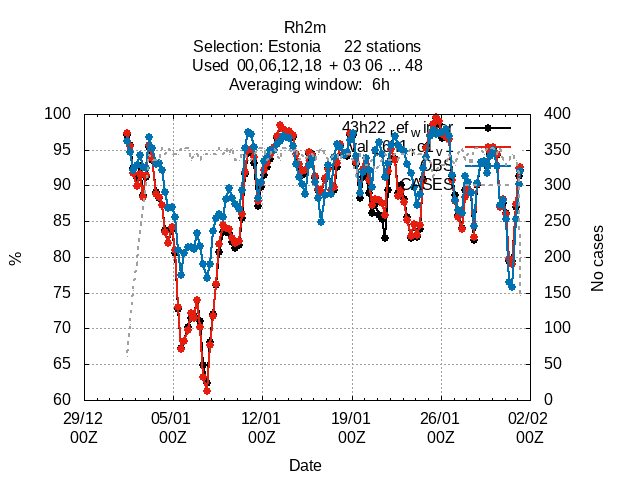 Rh2m
Selection: Estonia 22 stations
Used 00,06,12,18 + 03 06 ... 48
Averaging window: 6h
100
95
90
85
80
75
70
65
60
%
400
350
300
250
200
150
100
50
0
No cases
OBS
CASES
29/12 05/01 12/01 19/01 26/01 02/02
00Z 00Z 00Z 00Z 00Z 00Z
Date